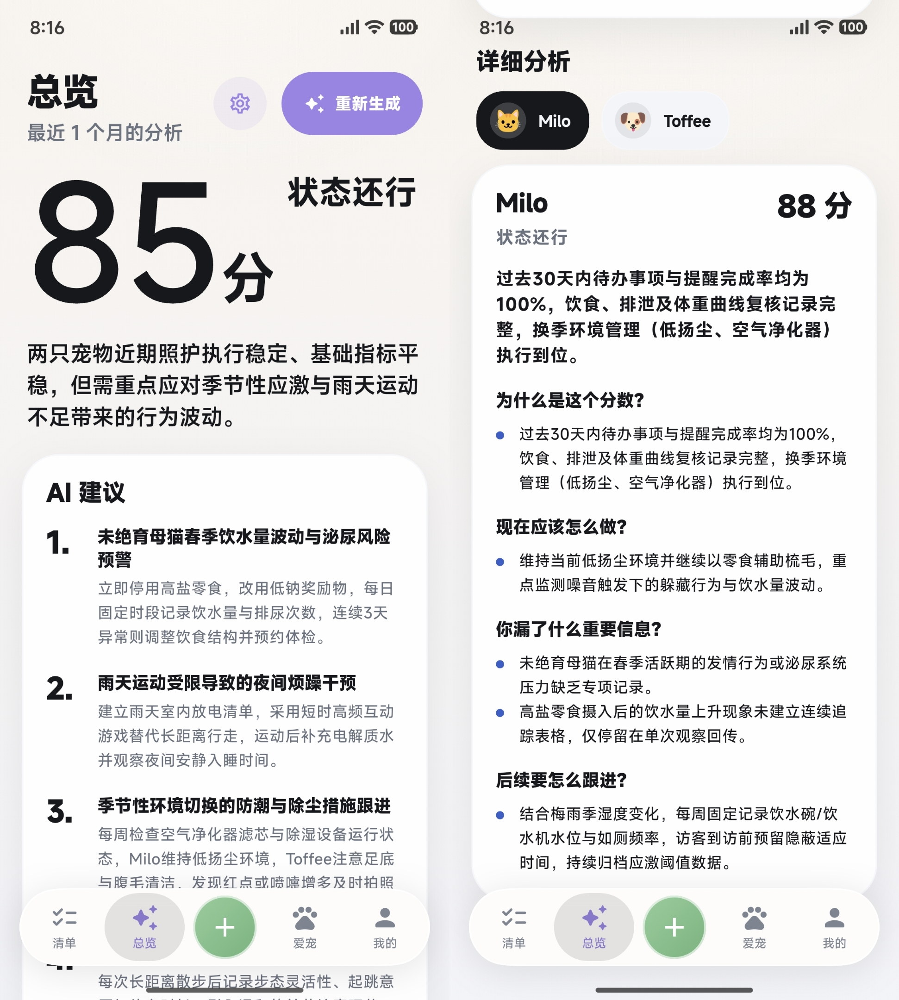 8:16
100
总览
最近 1 个月的分析
重新生成
85分
状态还行
两只宠物近期照护执行稳定、基础指标平
稳，但需重点应对季节性应激与雨天运动
不足带来的行为波动。
AI 建议
1.
未绝育母猫春季饮水量波动与泌尿风险
预警
立即停用高盐零食，改用低钠奖励物，每日
固定时段记录饮水量与排尿次数，连续3天
异常则调整饮食结构并预约体检。
2.
雨天运动受限导致的夜间烦躁干预
建立雨天室内放电清单，采用短时高频互动
游戏替代长距离行走，运动后补充电解质水
并观察夜间安静入睡时间。
3.
季节性环境切换的防潮与除尘措施跟进
每周检查空气净化器滤芯与除湿设备运行状
态，Milo维持低扬尘环境，Toffee注意足底
与腹毛清洁，发现红点或喷嚏增多及时拍照
清单
总览
爱宠
我的
每次长距离散步后记录步态灵活性、起跳意
8:16
100
详细分析
Milo
Toffee
Milo
88 分
状态还行
过去30天内待办事项与提醒完成率均为
100%，饮食、排泄及体重曲线复核记录完
整，换季环境管理（低扬尘、空气净化器）
执行到位。
为什么是这个分数?
过去30天内待办事项与提醒完成率均为100%，
饮食、排泄及体重曲线复核记录完整，换季环境
管理（低扬尘、空气净化器）执行到位。
现在应该怎么做?
维持当前低扬尘环境并继续以零食辅助梳毛，重
点监测噪音触发下的躲藏行为与饮水量波动。
你漏了什么重要信息?
未绝育母猫在春季活跃期的发情行为或泌尿系统
压力缺乏专项记录。
高盐零食摄入后的饮水量上升现象未建立连续追
踪表格，仅停留在单次观察回传。
后续要怎么跟进?
结合梅雨季湿度变化，每周固定记录饮水碗/饮
水机水位与如厕频率，访客到访前预留隐蔽适应
时间，持续归档应激阈值数据。
清单
总览
爱宠
我的